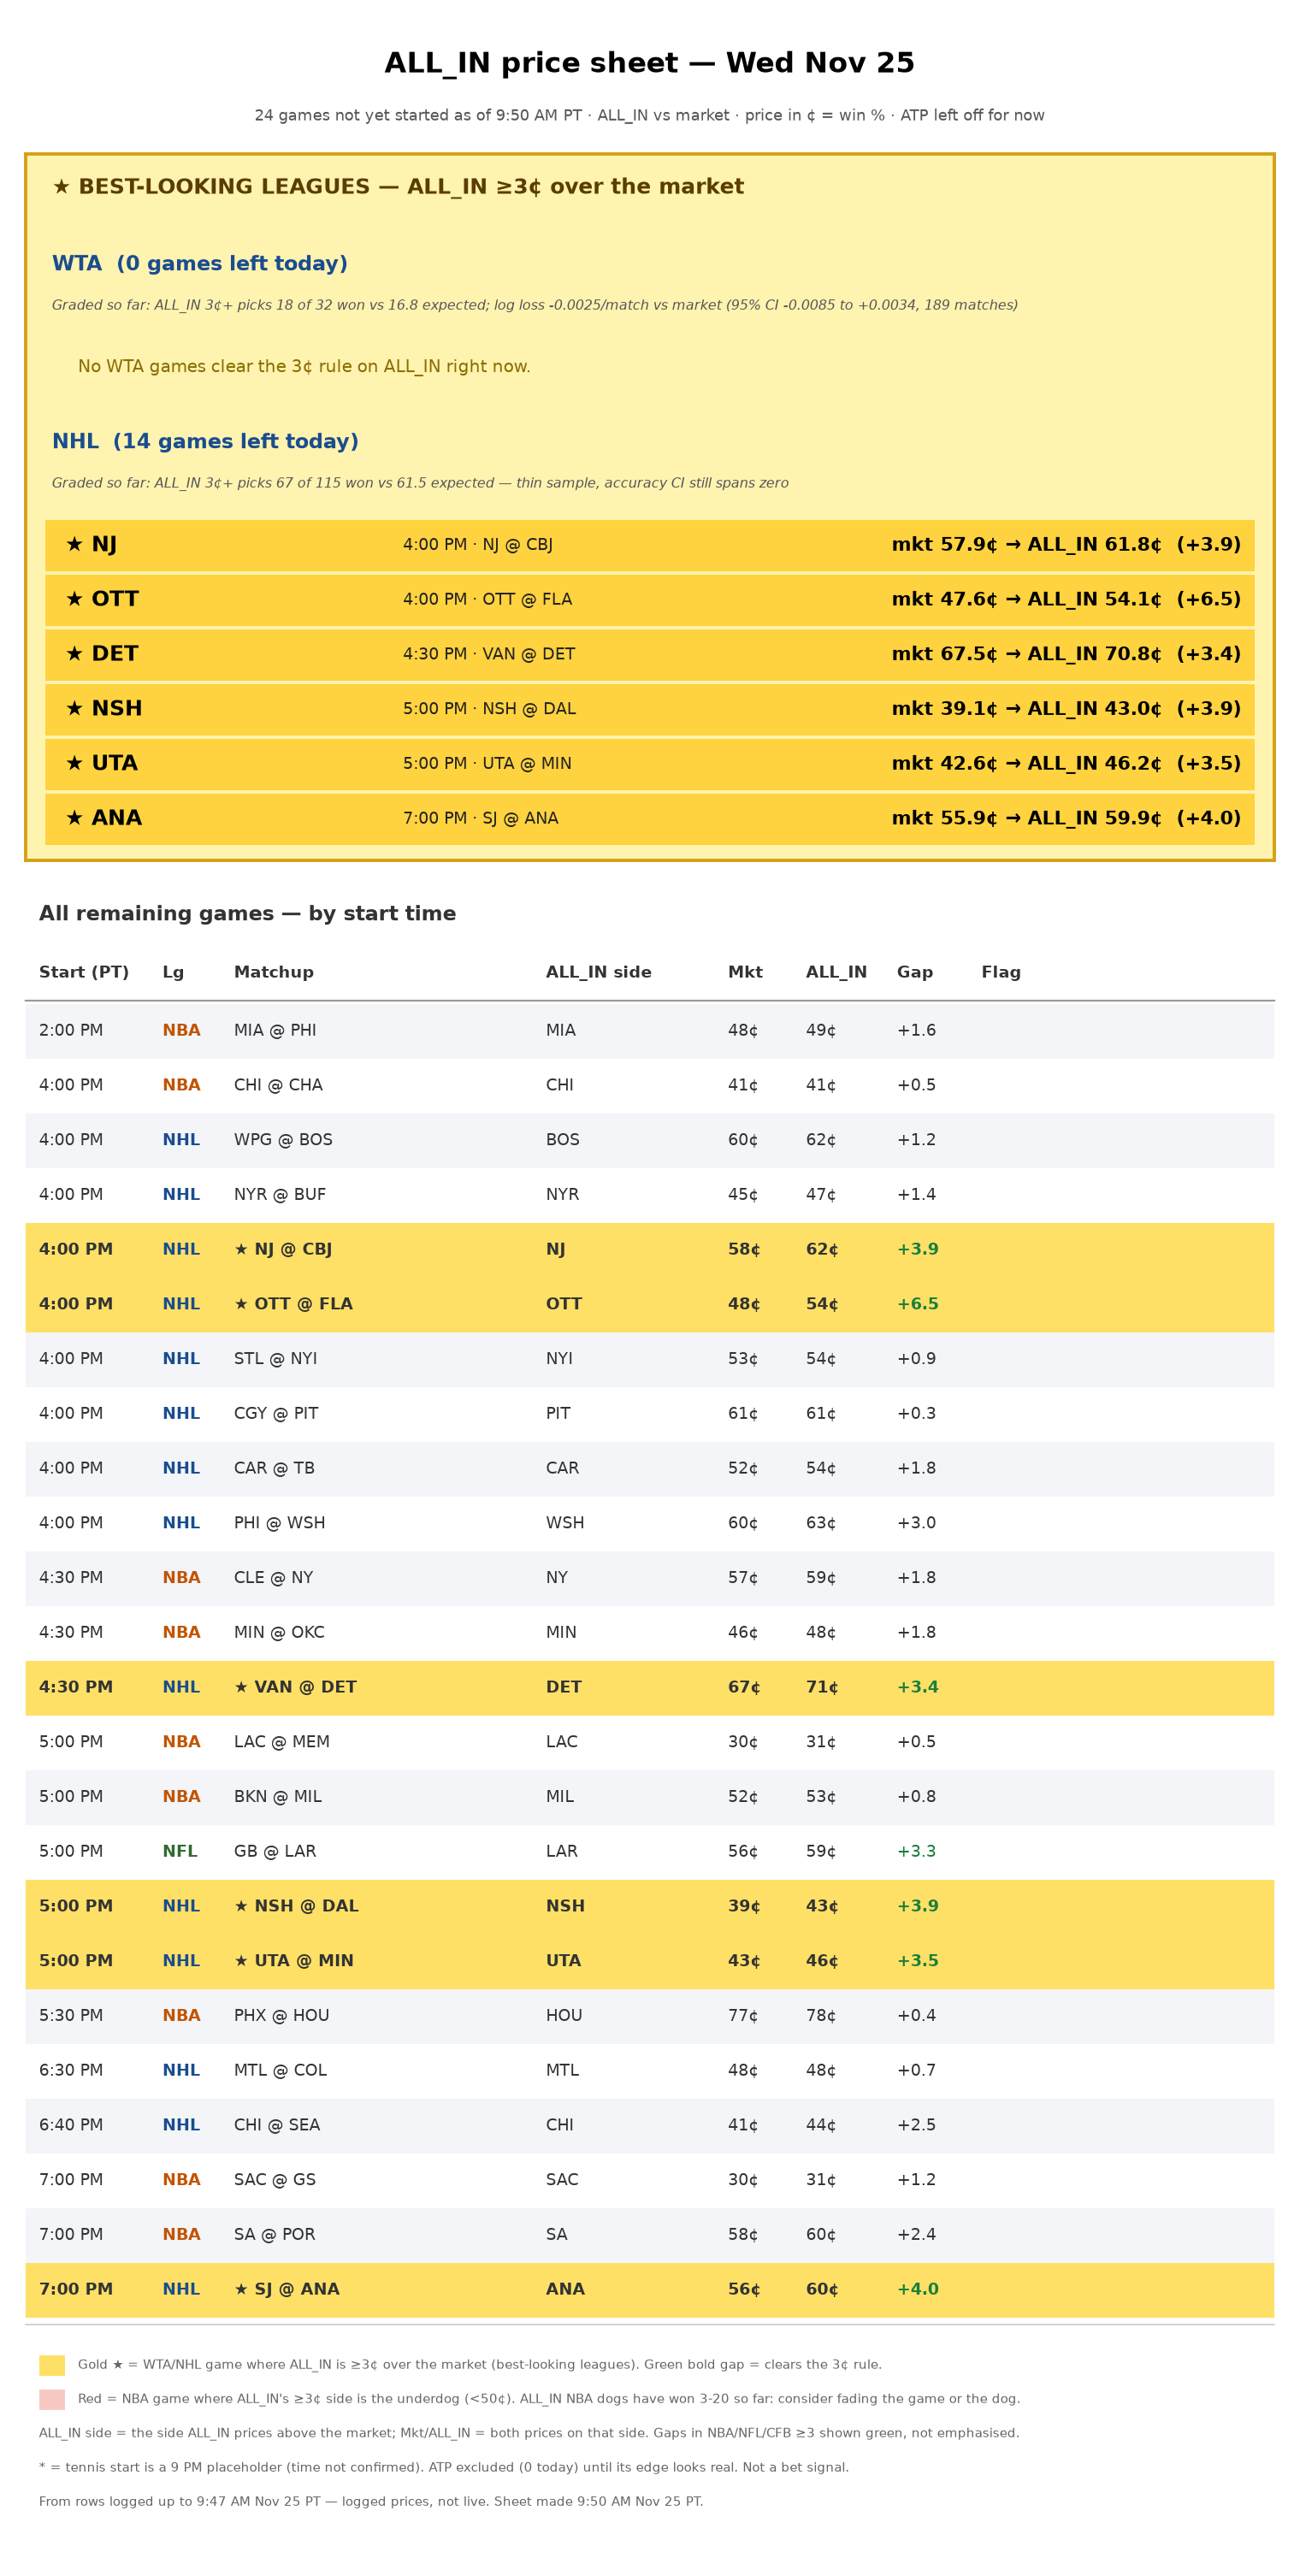 ALL_IN price sheet — Wed Nov 25
24 games not yet started as of 9:50 AM PT · ALL_IN vs market · price in ¢ = win % · ATP left off for now
★ BEST-LOOKING LEAGUES — ALL_IN ≥3¢ over the market
WTA (0 games left today)
Graded so far: ALL_IN 3¢+ picks 18 of 32 won vs 16.8 expected; log loss -0.0025/match vs market (95% CI -0.0085 to +0.0034, 189 matches)
No WTA games clear the 3¢ rule on ALL_IN right now.
NHL (14 games left today)
Graded so far: ALL_IN 3¢+ picks 67 of 115 won vs 61.5 expected — thin sample, accuracy CI still spans zero
★ NJ 4:00 PM · NJ @ CBJ mkt 57.9¢ → ALL_IN 61.8¢ (+3.9)
★ OTT 4:00 PM · OTT @ FLA mkt 47.6¢ → ALL_IN 54.1¢ (+6.5)
★ DET 4:30 PM · VAN @ DET mkt 67.5¢ → ALL_IN 70.8¢ (+3.4)
★ NSH 5:00 PM · NSH @ DAL mkt 39.1¢ → ALL_IN 43.0¢ (+3.9)
★ UTA 5:00 PM · UTA @ MIN mkt 42.6¢ → ALL_IN 46.2¢ (+3.5)
★ ANA 7:00 PM · SJ @ ANA mkt 55.9¢ → ALL_IN 59.9¢ (+4.0)
All remaining games — by start time
Start (PT) Lg Matchup ALL_IN side Mkt ALL_IN Gap Flag
2:00 PM NBA MIA @ PHI MIA 48¢ 49¢ +1.6
4:00 PM NBA CHI @ CHA CHI 41¢ 41¢ +0.5
4:00 PM NHL WPG @ BOS BOS 60¢ 62¢ +1.2
4:00 PM NHL NYR @ BUF NYR 45¢ 47¢ +1.4
4:00 PM NHL ★ NJ @ CBJ NJ 58¢ 62¢ +3.9
4:00 PM NHL ★ OTT @ FLA OTT 48¢ 54¢ +6.5
4:00 PM NHL STL @ NYI NYI 53¢ 54¢ +0.9
4:00 PM NHL CGY @ PIT PIT 61¢ 61¢ +0.3
4:00 PM NHL CAR @ TB CAR 52¢ 54¢ +1.8
4:00 PM NHL PHI @ WSH WSH 60¢ 63¢ +3.0
4:30 PM NBA CLE @ NY NY 57¢ 59¢ +1.8
4:30 PM NBA MIN @ OKC MIN 46¢ 48¢ +1.8
4:30 PM NHL ★ VAN @ DET DET 67¢ 71¢ +3.4
5:00 PM NBA LAC @ MEM LAC 30¢ 31¢ +0.5
5:00 PM NBA BKN @ MIL MIL 52¢ 53¢ +0.8
5:00 PM NFL GB @ LAR LAR 56¢ 59¢ +3.3
5:00 PM NHL ★ NSH @ DAL NSH 39¢ 43¢ +3.9
5:00 PM NHL ★ UTA @ MIN UTA 43¢ 46¢ +3.5
5:30 PM NBA PHX @ HOU HOU 77¢ 78¢ +0.4
6:30 PM NHL MTL @ COL MTL 48¢ 48¢ +0.7
6:40 PM NHL CHI @ SEA CHI 41¢ 44¢ +2.5
7:00 PM NBA SAC @ GS SAC 30¢ 31¢ +1.2
7:00 PM NBA SA @ POR SA 58¢ 60¢ +2.4
7:00 PM NHL ★ SJ @ ANA ANA 56¢ 60¢ +4.0
Gold ★ = WTA/NHL game where ALL_IN is ≥3¢ over the market (best-looking leagues). Green bold gap = clears the 3¢ rule.
Red = NBA game where ALL_IN's ≥3¢ side is the underdog (<50¢). ALL_IN NBA dogs have won 3-20 so far: consider fading the game or the dog.
ALL_IN side = the side ALL_IN prices above the market; Mkt/ALL_IN = both prices on that side. Gaps in NBA/NFL/CFB ≥3 shown green, not emphasised.
* = tennis start is a 9 PM placeholder (time not confirmed). ATP excluded (0 today) until its edge looks real. Not a bet signal.
From rows logged up to 9:47 AM Nov 25 PT — logged prices, not live. Sheet made 9:50 AM Nov 25 PT.